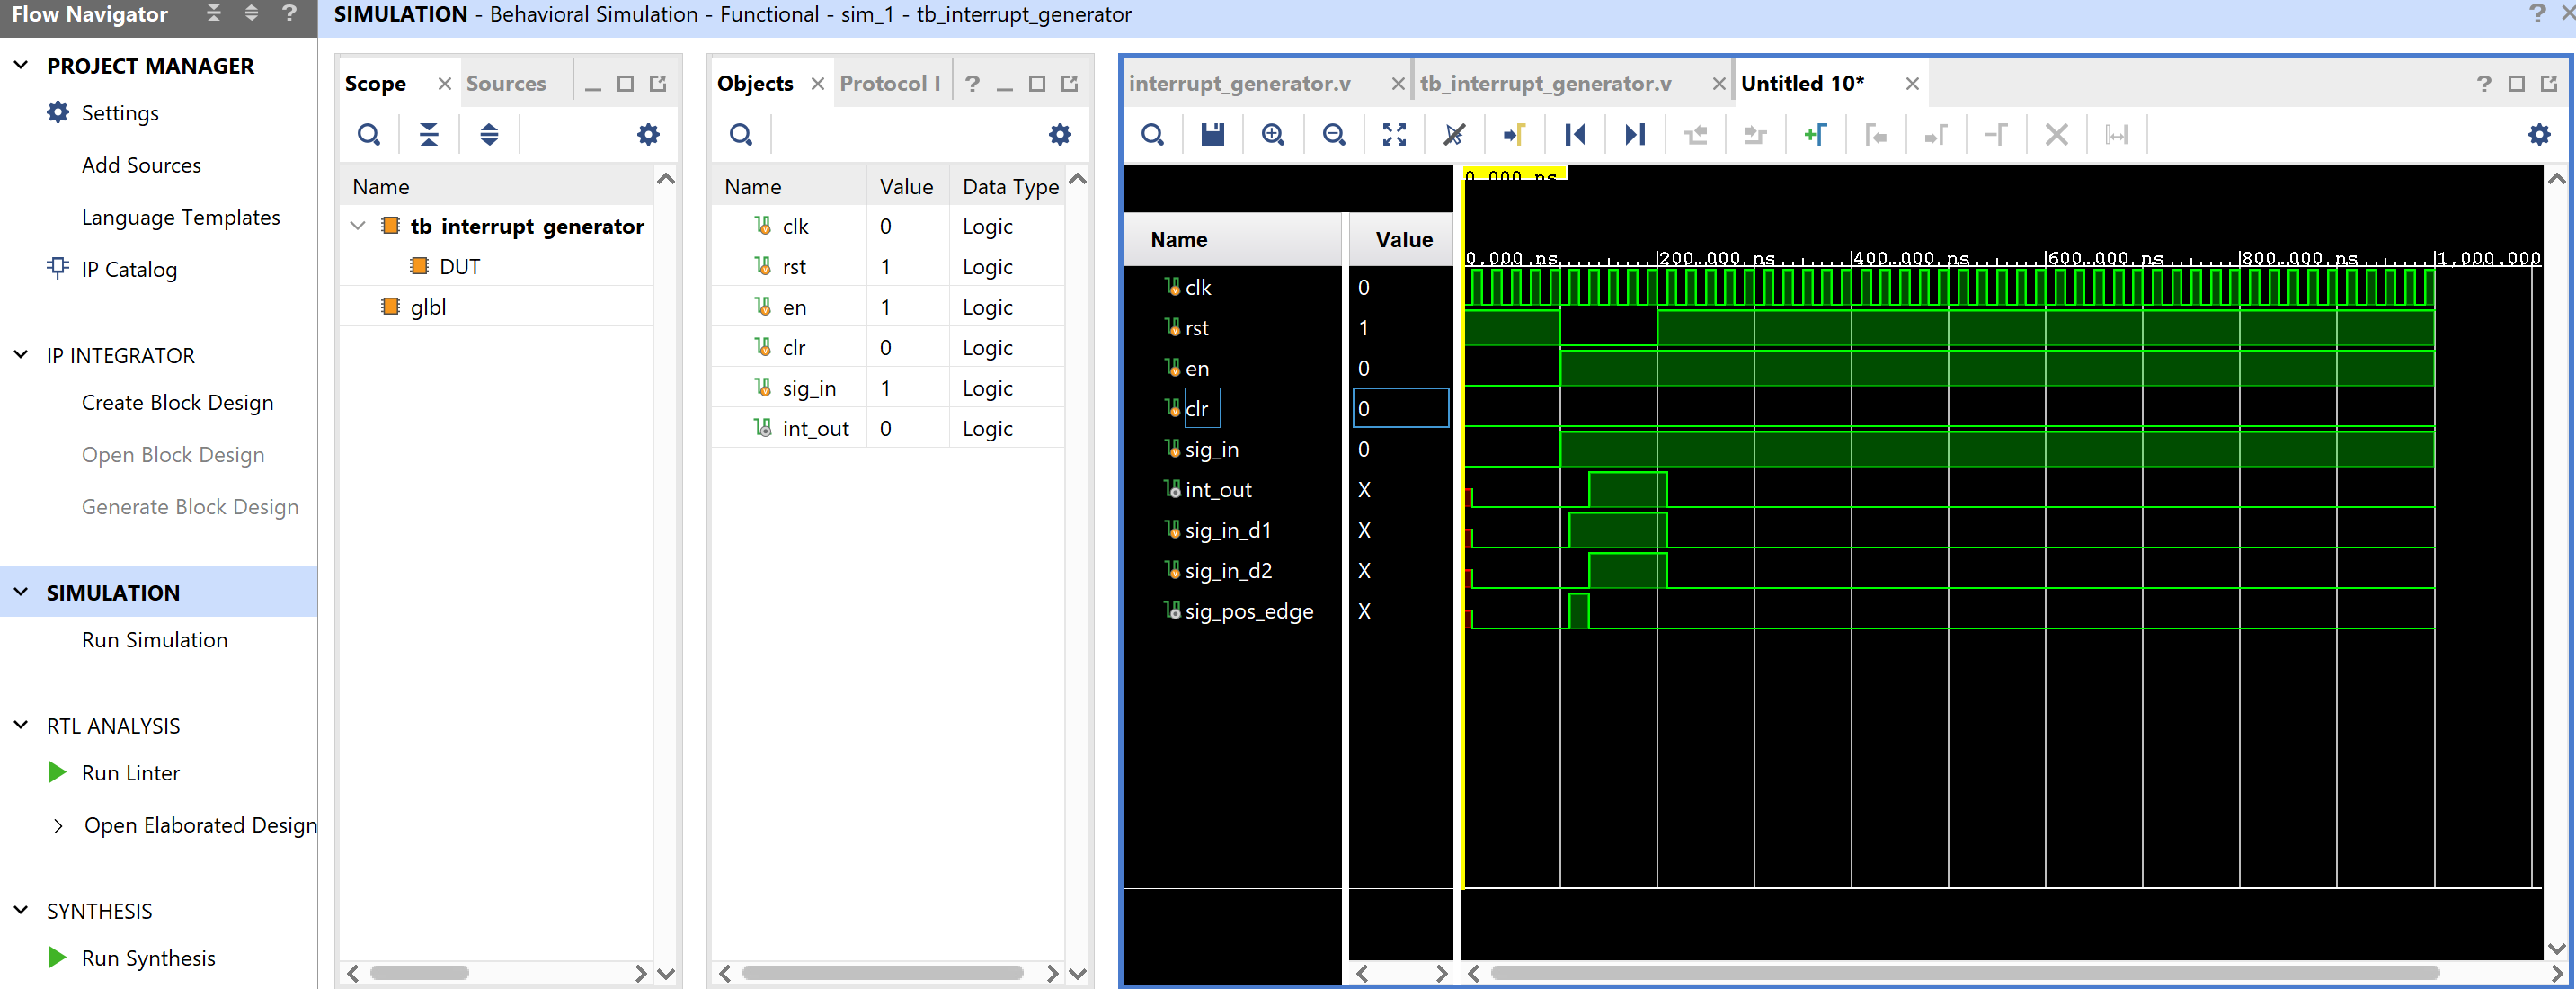 Flow Navigator
SIMULATION - Behavioral Simulation - Functional - sim_1 - tb_interrupt_generator
PROJECT MANAGER
Settings
Add Sources
Language Templates
IP Catalog
IP INTEGRATOR
Create Block Design
Open Block Design
Generate Block Design
SIMULATION
Run Simulation
RTL ANALYSIS
Run Linter
Open Elaborated Design
SYNTHESIS
Run Synthesis
Scope Sources
Name
tb_interrupt_generator
DUT
glbl
Objects Protocol I
Name Value Data Type
clk 0 Logic
rst 1 Logic
en 1 Logic
clr 0 Logic
sig_in 1 Logic
int_out 0 Logic
interrupt_generator.v tb_interrupt_generator.v Untitled 10*
0.000 ns
Name Value
0.000 ns 200.000 ns 400.000 ns 600.000 ns 800.000 ns 1,000.000
clk 0
rst 1
en 0
clr 0
sig_in 0
int_out X
sig_in_d1 X
sig_in_d2 X
sig_pos_edge X